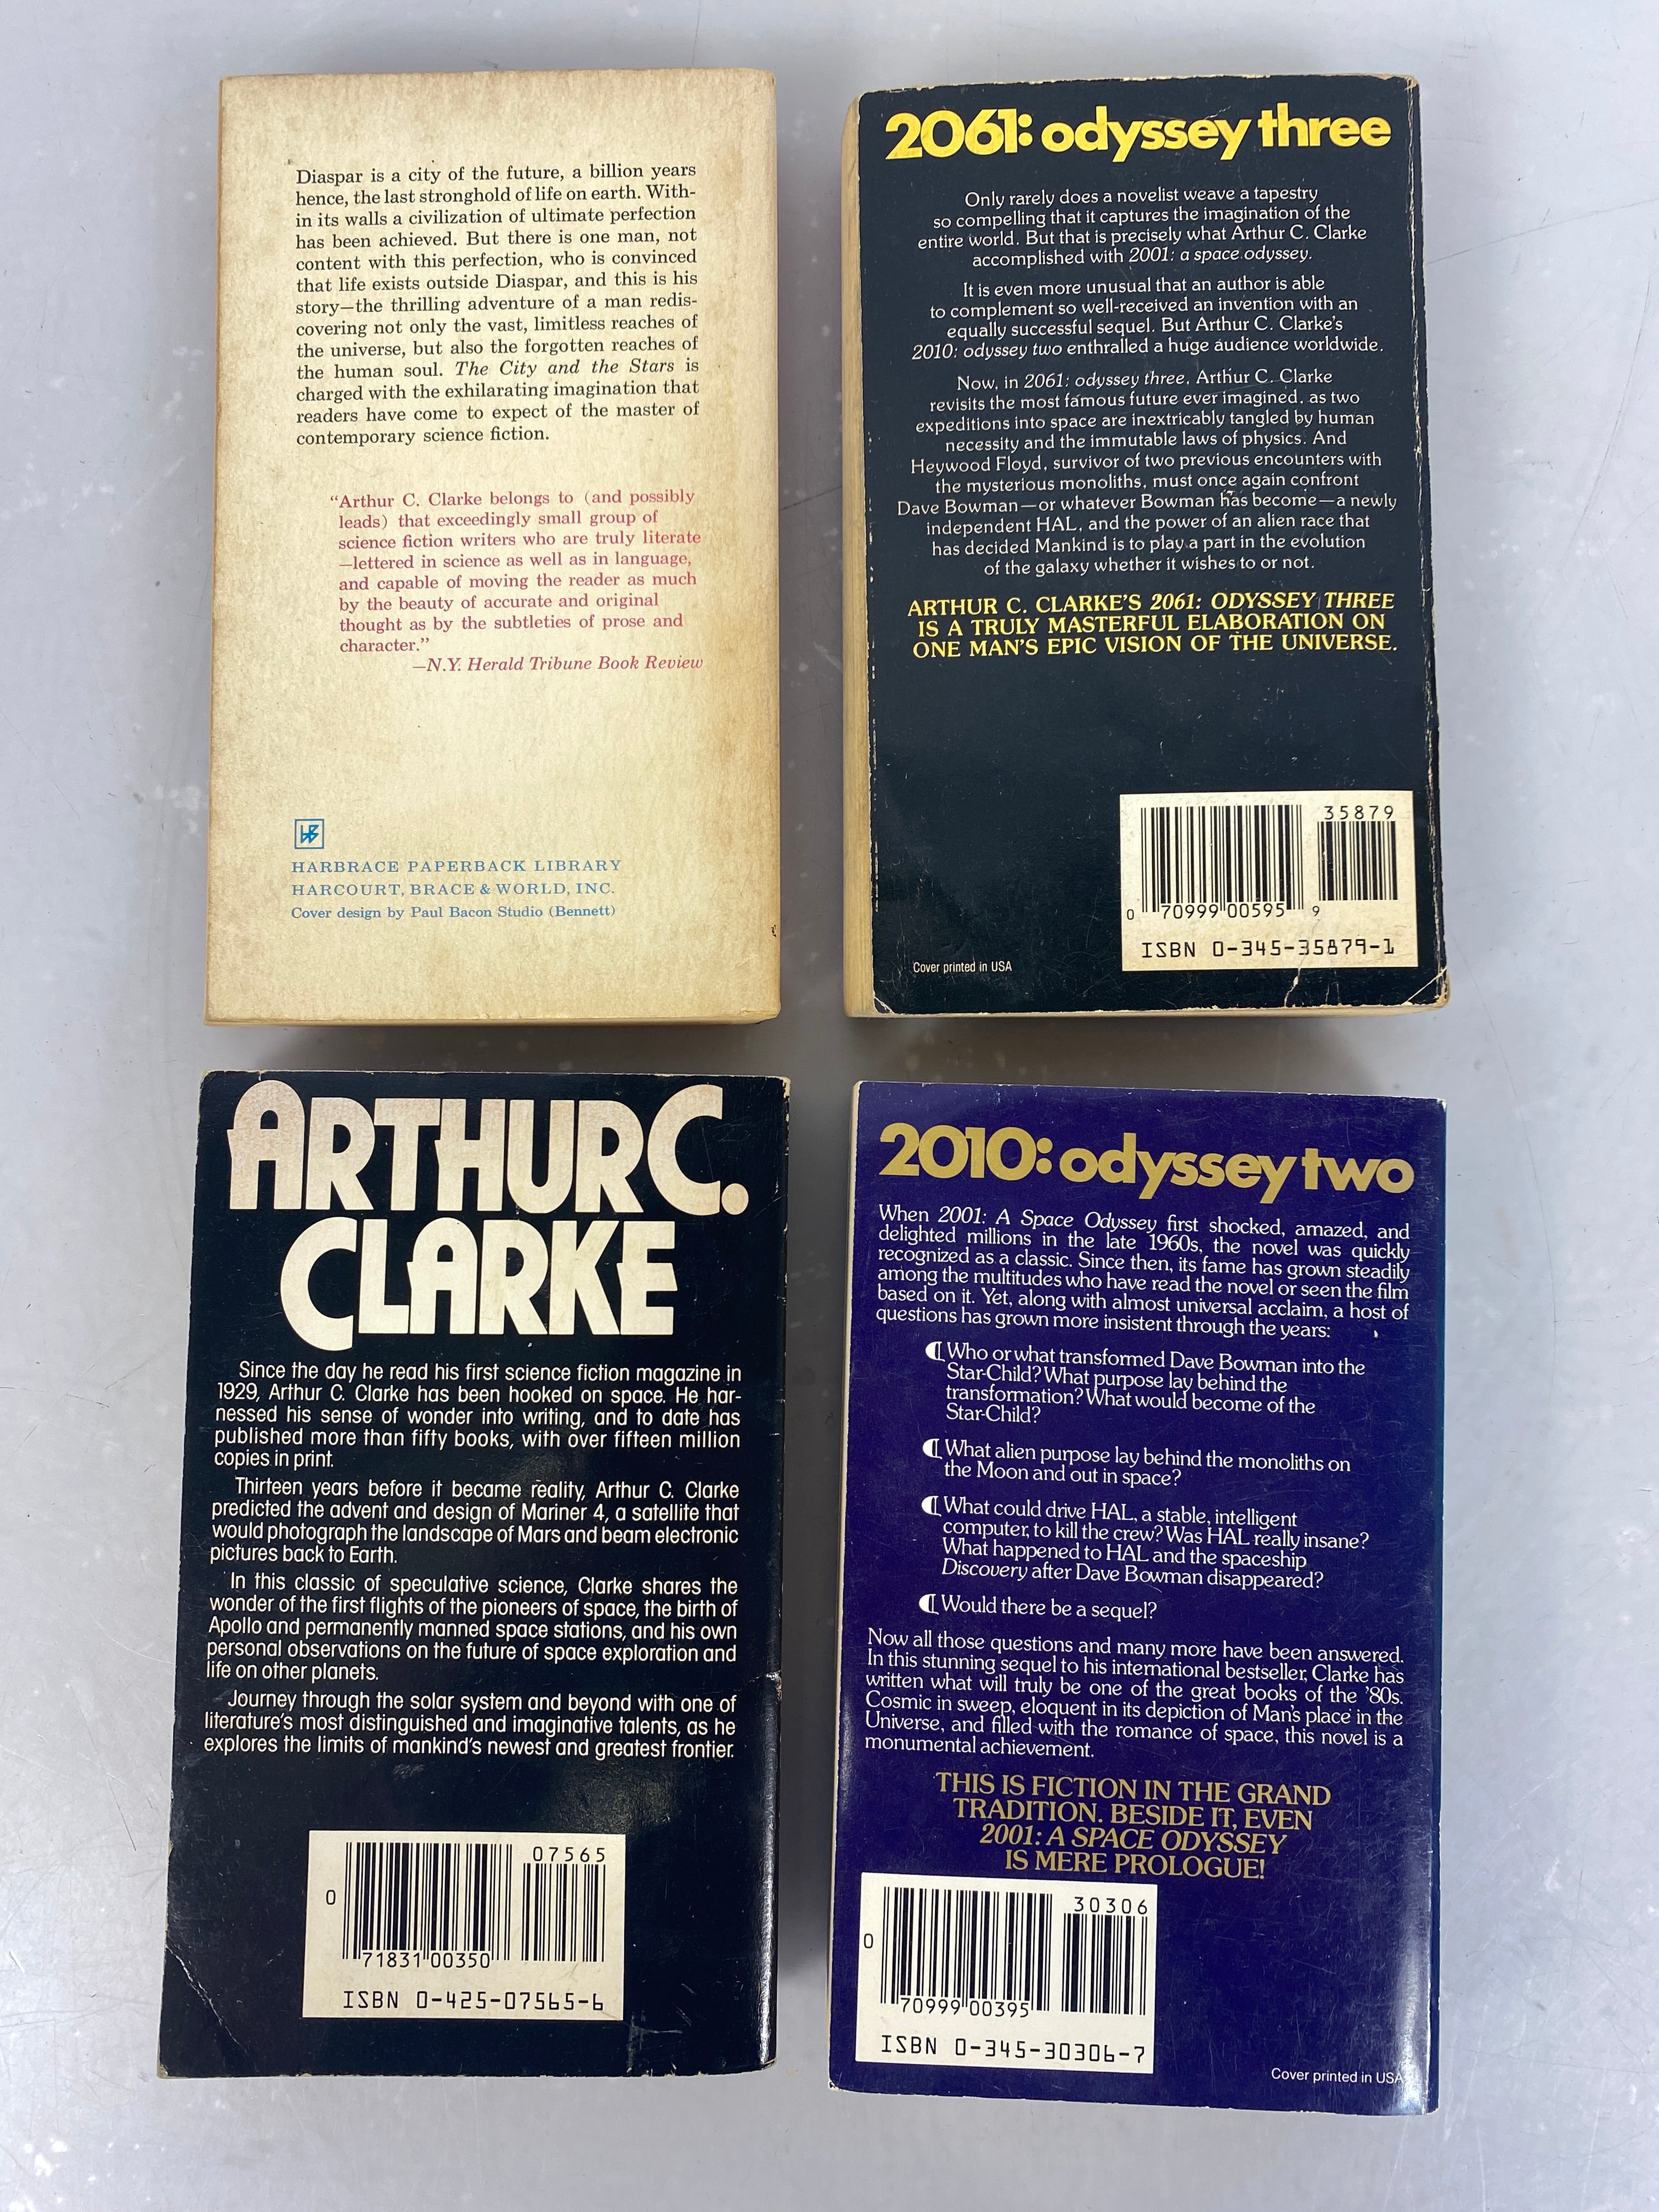 Diaspar is a city of the future, a billion years
hence, the last stronghold of life on earth. With-
in its walls a civilization of ultimate perfection
has been achieved. But there is one man, not
content with this perfection, who is convinced
that life exists outside Diaspar, and this is his
story—the thrilling adventure of a man redis-
covering not only the vast, limitless reaches of
the universe, but also the forgotten reaches of
the human soul. The City and the Stars is
charged with the exhilarating imagination that
readers have come to expect of the master of
contemporary science fiction.
“Arthur C. Clarke belongs to (and possibly
leads) that exceedingly small group of
science fiction writers who are truly literate
—lettered in science as well as in language,
and capable of moving the reader as much
by the beauty of accurate and original
thought as by the subtleties of prose and
character.”
—N.Y. Herald Tribune Book Review
HB
HARBRACE PAPERBACK LIBRARY
HARCOURT, BRACE & WORLD, INC.
Cover design by Paul Bacon Studio (Bennett)
2061: odyssey three
Only rarely does a novelist weave a tapestry
so compelling that it captures the imagination of the
entire world. But that is precisely what Arthur C. Clarke
accomplished with 2001: a space odyssey.
It is even more unusual that an author is able
to complement so well-received an invention with an
equally successful sequel. But Arthur C. Clarke's
2010: odyssey two enthralled a huge audience worldwide.
Now, in 2061: odyssey three, Arthur C. Clarke
revisits the most famous future ever imagined, as two
expeditions into space are inextricably tangled by human
necessity and the immutable laws of physics. And
Heywood Floyd, survivor of two previous encounters with
the mysterious monoliths, must once again confront
Dave Bowman—or whatever Bowman has become—a newly
independent HAL, and the power of an alien race that
has decided Mankind is to play a part in the evolution
of the galaxy whether it wishes to or not.
ARTHUR C. CLARKE'S 2061: ODYSSEY THREE
IS A TRULY MASTERFUL ELABORATION ON
ONE MAN'S EPIC VISION OF THE UNIVERSE.
35879
0 70999 00595 9
ISBN 0-345-35879-1
Cover printed in USA
ARTHUR C.
CLARKE
Since the day he read his first science fiction magazine in
1929, Arthur C. Clarke has been hooked on space. He har-
nessed his sense of wonder into writing, and to date has
published more than fifty books, with over fifteen million
copies in print.
Thirteen years before it became reality, Arthur C. Clarke
predicted the advent and design of Mariner 4, a satellite that
would photograph the landscape of Mars and beam electronic
pictures back to Earth.
In this classic of speculative science, Clarke shares the
wonder of the first flights of the pioneers of space, the birth of
Apollo and permanently manned space stations, and his own
personal observations on the future of space exploration and
life on other planets.
Journey through the solar system and beyond with one of
literature's most distinguished and imaginative talents, as he
explores the limits of mankind's newest and greatest frontier.
07565
0
71831 00350
ISBN 0-425-07565-6
2010: odyssey two
When 2001: A Space Odyssey first shocked, amazed, and
delighted millions in the late 1960s, the novel was quickly
recognized as a classic. Since then, its fame has grown steadily
among the multitudes who have read the novel or seen the film
based on it. Yet, along with almost universal acclaim, a host of
questions has grown more insistent through the years:
¶ Who or what transformed Dave Bowman into the
Star-Child? What purpose lay behind the
transformation? What would become of the
Star-Child?
¶ What alien purpose lay behind the monoliths on
the Moon and out in space?
¶ What could drive HAL, a stable, intelligent
computer, to kill the crew? Was HAL really insane?
What happened to HAL and the spaceship
Discovery after Dave Bowman disappeared?
¶ Would there be a sequel?
Now all those questions and many more have been answered.
In this stunning sequel to his international bestseller, Clarke has
written what will truly be one of the great books of the '80s.
Cosmic in sweep, eloquent in its depiction of Man's place in the
Universe, and filled with the romance of space, this novel is a
monumental achievement.
THIS IS FICTION IN THE GRAND
TRADITION. BESIDE IT, EVEN
2001: A SPACE ODYSSEY
IS MERE PROLOGUE!
30306
0
70999 00395
ISBN 0-345-30306-7
Cover printed in USA